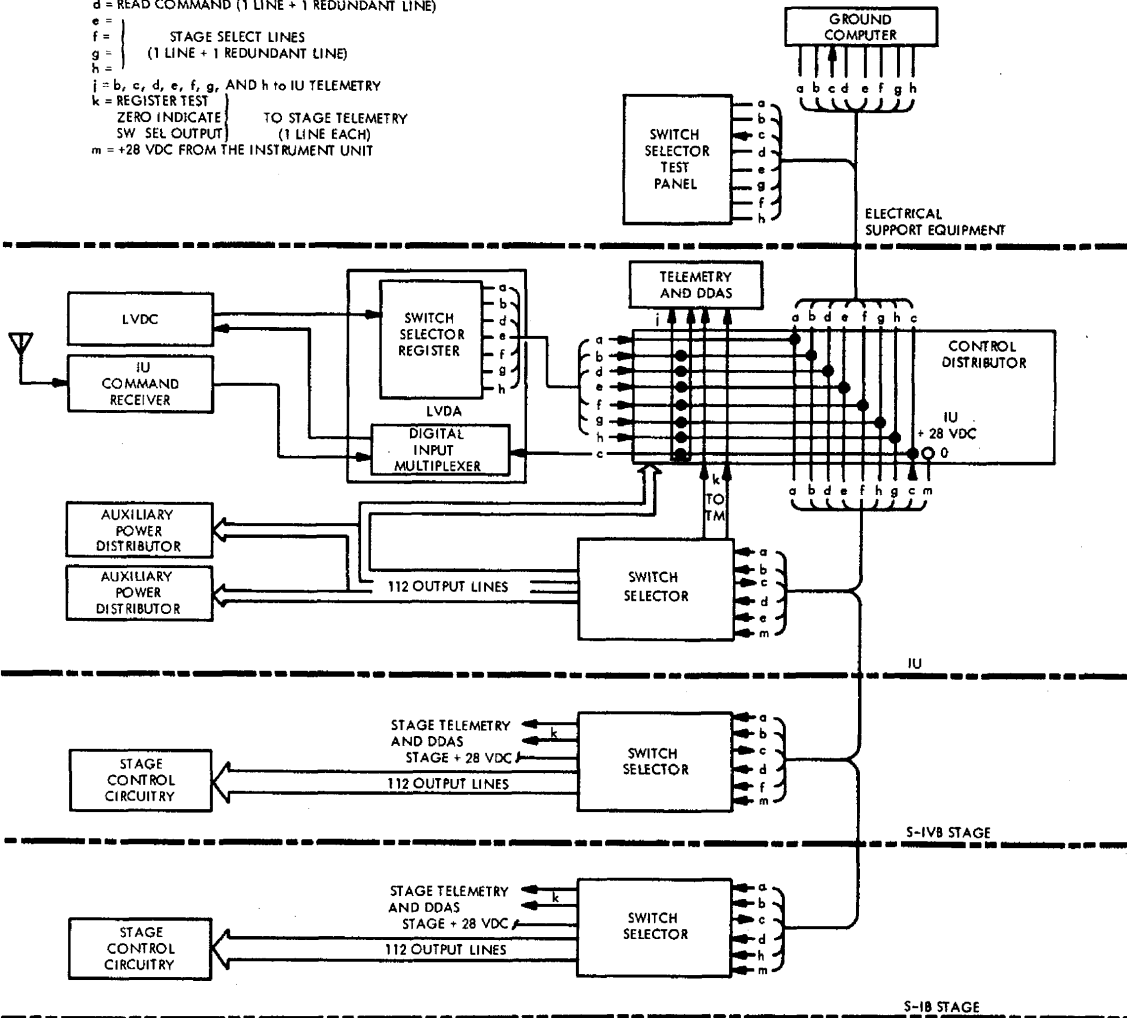 d = READ COMMAND (1 LINE + 1 REDUNDANT LINE)
e =
f = STAGE SELECT LINES
g = (1 LINE + 1 REDUNDANT LINE)
h =
j = b, c, d, e, f, g, AND h to IU TELEMETRY
k = REGISTER TEST
ZERO INDICATE TO STAGE TELEMETRY
SW SEL OUTPUT (1 LINE EACH)
m = +28 VDC FROM THE INSTRUMENT UNIT
GROUND
COMPUTER
a b c d e f g h
SWITCH
SELECTOR
TEST
PANEL
a
b
c
d
e
g
f
h
ELECTRICAL
SUPPORT EQUIPMENT
TELEMETRY
AND DDAS
j
LVDC
IU
COMMAND
RECEIVER
SWITCH
SELECTOR
REGISTER
a
b
d
e
f
g
h
LVDA
DIGITAL
INPUT
MULTIPLEXER
a
b
d
e
f
g
h
c
a b d e f g h c
CONTROL
DISTRIBUTOR
IU
+ 28 VDC
0
a b d e f h g c m
k
TO
TM
AUXILIARY
POWER
DISTRIBUTOR
AUXILIARY
POWER
DISTRIBUTOR
112 OUTPUT LINES
SWITCH
SELECTOR
a
b
c
d
e
m
IU
STAGE TELEMETRY
AND DDAS
k
STAGE + 28 VDC
STAGE
CONTROL
CIRCUITRY
112 OUTPUT LINES
SWITCH
SELECTOR
a
b
c
d
f
m
S-IVB STAGE
STAGE TELEMETRY
AND DDAS
k
STAGE + 28 VDC
STAGE
CONTROL
CIRCUITRY
112 OUTPUT LINES
SWITCH
SELECTOR
a
b
c
d
h
m
S-IB STAGE